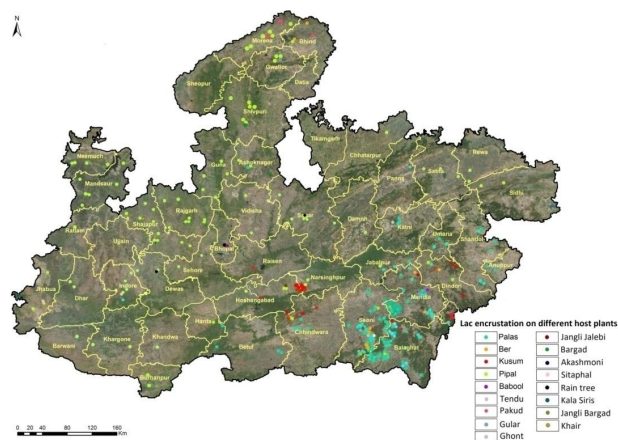 N
Morena
Bhind
Gwalior
Datia
Sheopur
Shivpuri
Tikamgarh
Chhatarpur
Neemuch
Mandsaur
Guna
Ashoknagar
Panna
Satna
Rewa
Sidhi
Ratlam
Shajapur
Rajgarh
Vidisha
Sagar
Damoh
Katni
Umaria
Shahdol
Ujjain
Bhopal
Raisen
Jabalpur
Anuppur
Jhabua
Dhar
Indore
Dewas
Sehore
Narsinghpur
Mandla
Dindori
Hoshengabad
Barwani
Khargone
Khandwa
Harda
Betul
Chhindwara
Seoni
Balaghat
Burhanpur
Lac encrustation on different host plants
Palas
Ber
Kusum
Pipal
Babool
Tendu
Pakud
Gular
Ghont
Jangli Jalebi
Bargad
Akashmoni
Sitaphal
Rain tree
Kala Siris
Jangli Bargad
Khair
0 20 40 80 120 160
Km